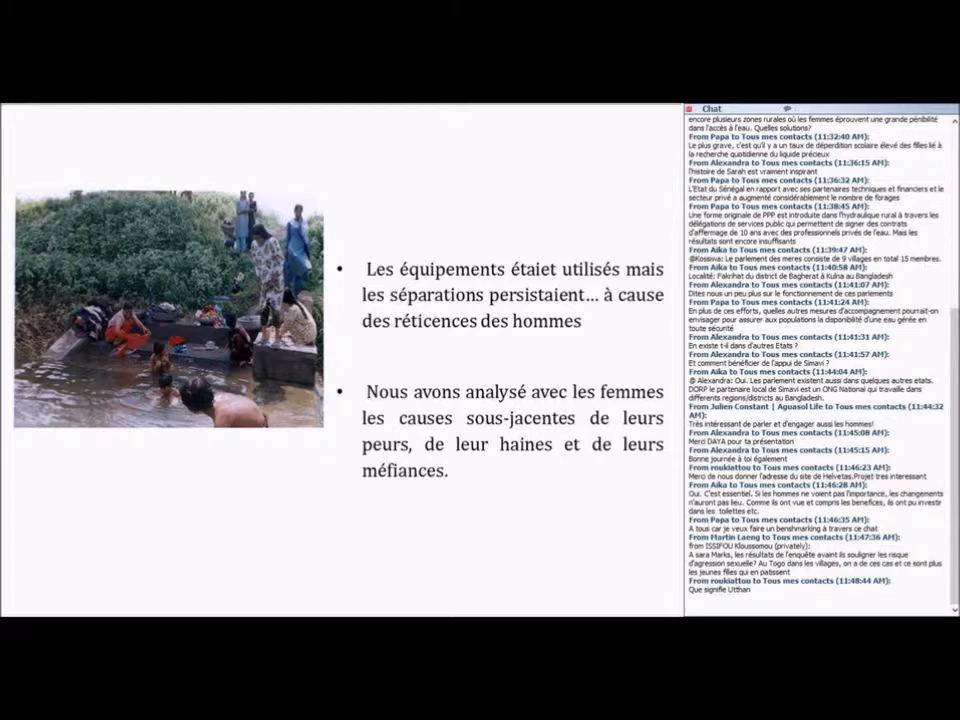 • Les équipements étaiet utilisés mais
les séparations persistaient... à cause
des réticences des hommes
• Nous avons analysé avec les femmes
les causes sous-jacentes de leurs
peurs, de leur haines et de leurs
méfiances.
Chat
encore plusieurs zones rurales où les femmes éprouvent une grande pénibilité
dans l'accès à l'eau. Quelles solutions?
From Papa to Tous mes contacts (11:32:40 AM):
Le plus grave, c'est qu'il y a un taux de déperdition scolaire élevé des filles lié à
la recherche quotidienne du liquide précieux
From Alexandra to Tous mes contacts (11:36:15 AM):
l'histoire de Sarah est vraiment inspirant
From Papa to Tous mes contacts (11:36:32 AM):
L'Etat du Sénégal en rapport avec ses partenaires techniques et financiers et le
secteur privé a augmenté considérablement le nombre de forages
From Papa to Tous mes contacts (11:38:45 AM):
Une forme originale de PPP est introduite dans l'hydraulique rural à travers les
délégations de services public qui permettent de signer des contrats
d'affermage de 10 ans avec des professionnels privés de l'eau. Mais les
résultats sont encore insuffisants
From Aika to Tous mes contacts (11:39:47 AM):
@Kossiwa: Le parlement des meres consiste de 9 villages en total 15 membres.
From Aika to Tous mes contacts (11:40:58 AM):
Localité: Fakrihat du district de Bagherat à Kulna au Bangladesh
From Alexandra to Tous mes contacts (11:41:07 AM):
Dites nous un peu plus sur le fonctionnement de ces parlements
From Papa to Tous mes contacts (11:41:24 AM):
En plus de ces efforts, quelles autres mesures d'accompagnement pourrait-on
envisager pour assurer aux populations la disponibilité d'une eau gérée en
toute sécurité
From Alexandra to Tous mes contacts (11:41:31 AM):
En existe t-il dans d'autres Etats ?
From Alexandra to Tous mes contacts (11:41:57 AM):
Et comment bénéficier de l'appui de Simavi ?
From Aika to Tous mes contacts (11:44:04 AM):
@ Alexandra: Oui. Les parlement existent aussi dans quelques autres etats.
DORP le partenaire local de Simavi est un ONG National qui travaille dans
differents regions/districts au Bangladesh.
From Julien Constant | Aguasol Life to Tous mes contacts (11:44:32
AM):
Très intéressant de parler et d'engager aussi les hommes!
From Alexandra to Tous mes contacts (11:45:08 AM):
Merci DAYA pour ta présentation
From Alexandra to Tous mes contacts (11:45:15 AM):
Bonne journée à toi également
From roukiattou to Tous mes contacts (11:46:23 AM):
Merci de nous donner l'adresse du site de Helvetas.Projet tres interessant
From Aika to Tous mes contacts (11:46:28 AM):
Oui. C'est essentiel. Si les hommes ne voient pas l'importance, les changements
n'auront pas lieu. Comme ils ont vue et compris les benefices, ils ont pu investir
dans les toilettes etc.
From Papa to Tous mes contacts (11:46:35 AM):
A tous car je veux faire un benshmarking à travers ce chat
From Martin Laeng to Tous mes contacts (11:47:36 AM):
from ISSIFOU Kloussomou (privately):
A sara Marks, les résultats de l'enquête avaint ils souligner les risque
d'agression sexuelle? Au Togo dans les villages, on a de ces cas et ce sont plus
les jeunes filles qui en patissent
From roukiattou to Tous mes contacts (11:48:44 AM):
Que signifie Utthan